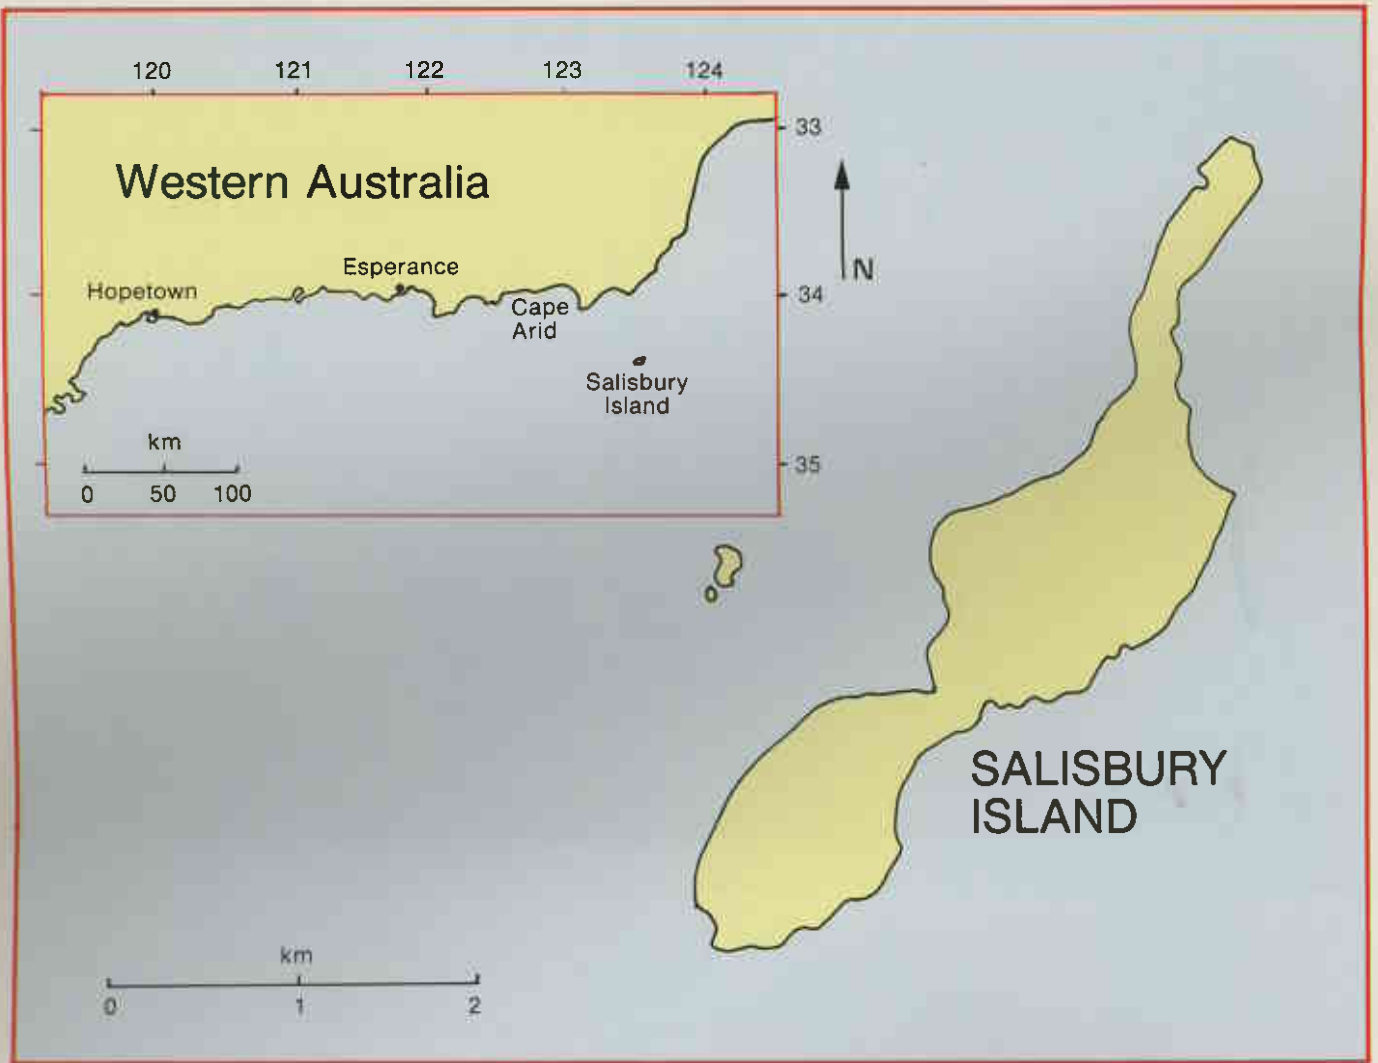 120 121 122 123 124
33
Western Australia
N
Esperance
Hopetown
34
Cape
Arid
Salisbury
Island
km
35
0 50 100
SALISBURY
ISLAND
km
0 1 2